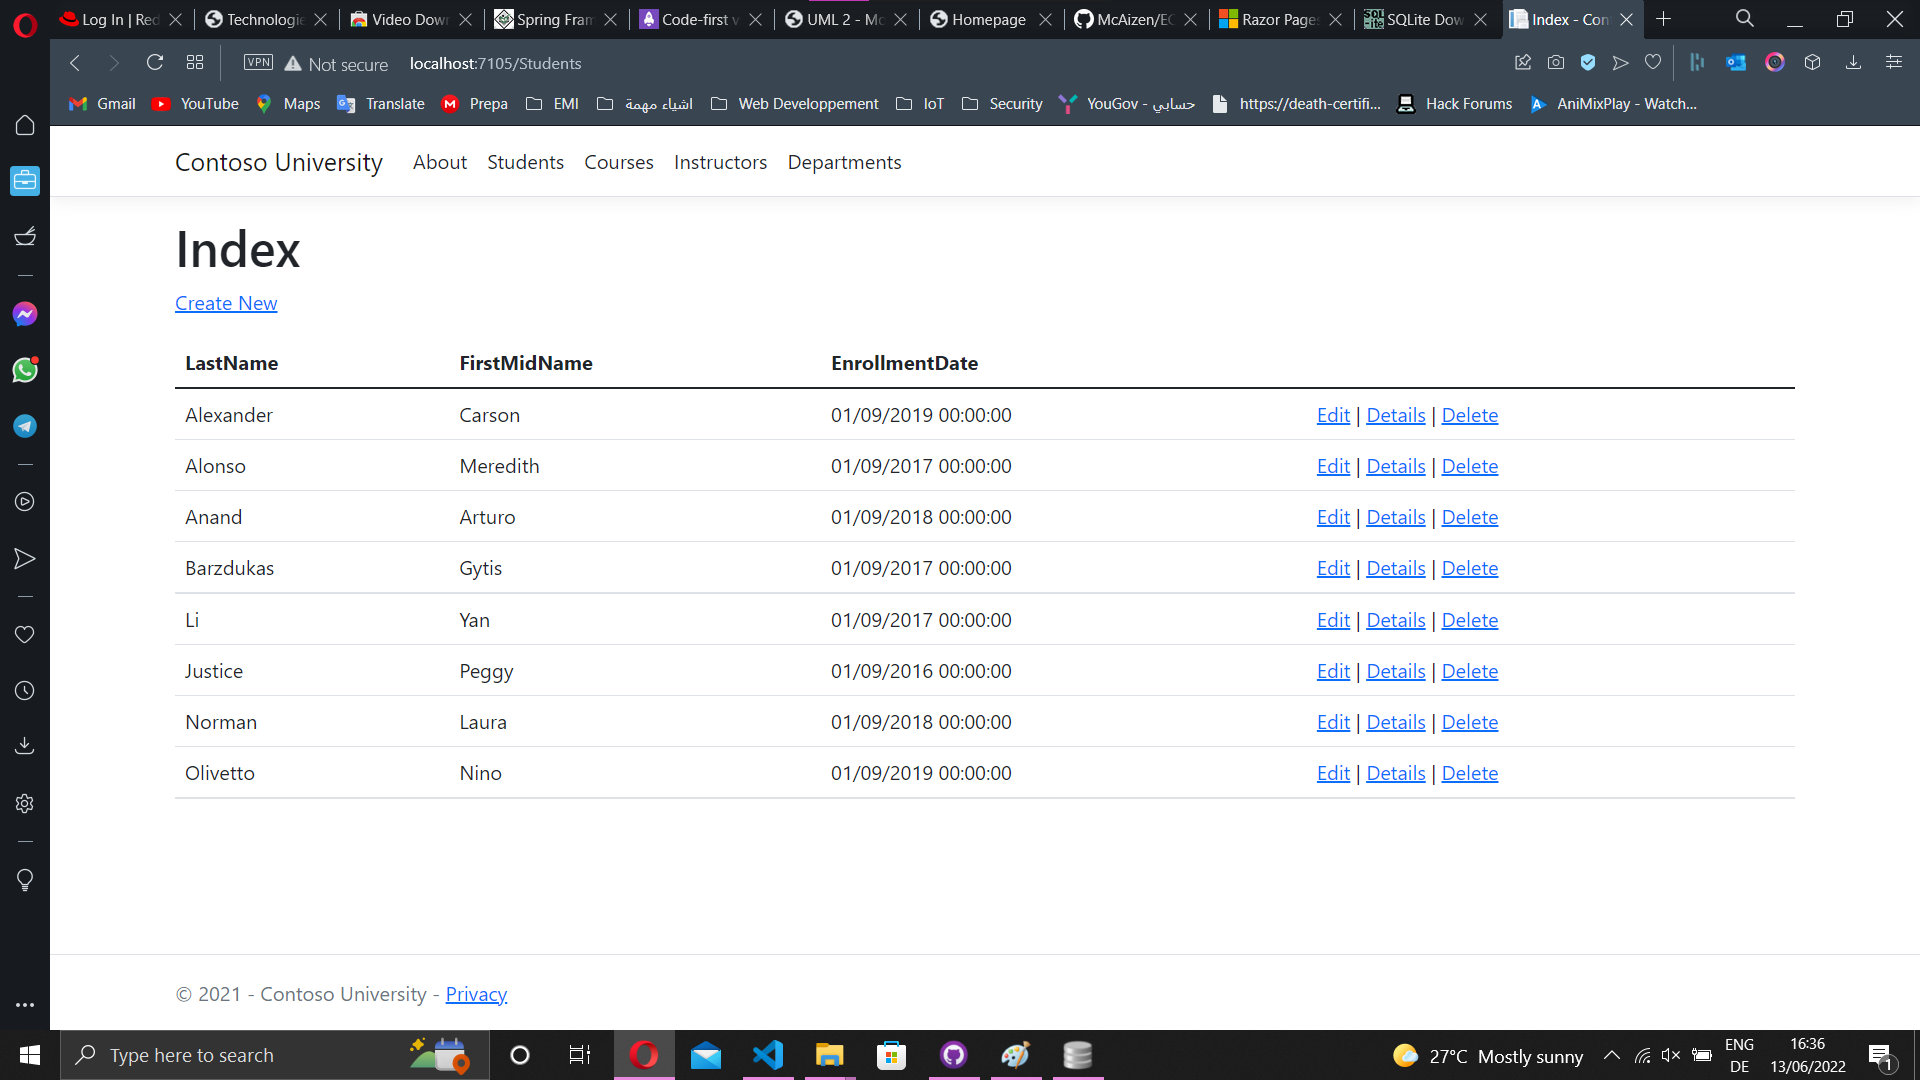 Log In | Red
Technologie
Video Dow
Spring Fram
Code-first v
UML 2 - Mo
Homepage
McAizen/EC
Razor Pages
SQLite Dow
Index - Con
VPN Not secure localhost:7105/Students
Gmail YouTube Maps Translate Prepa EMI اشياء مهمة Web Developpement IoT Security YouGov - حسابي https://death-certifi... Hack Forums AniMixPlay - Watch...
Contoso University About Students Courses Instructors Departments
Index
Create New
LastName FirstMidName EnrollmentDate
Alexander Carson 01/09/2019 00:00:00 Edit | Details | Delete
Alonso Meredith 01/09/2017 00:00:00 Edit | Details | Delete
Anand Arturo 01/09/2018 00:00:00 Edit | Details | Delete
Barzdukas Gytis 01/09/2017 00:00:00 Edit | Details | Delete
Li Yan 01/09/2017 00:00:00 Edit | Details | Delete
Justice Peggy 01/09/2016 00:00:00 Edit | Details | Delete
Norman Laura 01/09/2018 00:00:00 Edit | Details | Delete
Olivetto Nino 01/09/2019 00:00:00 Edit | Details | Delete
© 2021 - Contoso University - Privacy
Type here to search
27°C Mostly sunny
ENG
DE
16:36
13/06/2022
1